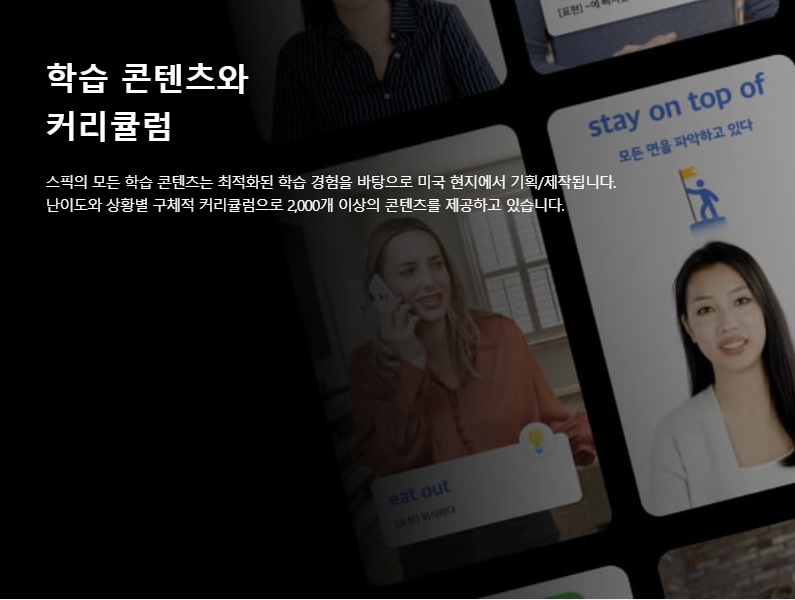 [표현] ~에 빠지
학습 콘텐츠와
커리큘럼
스픽의 모든 학습 콘텐츠는 최적화된 학습 경험을 바탕으로 미국 현지에서 기획/제작됩니다.
난이도와 상황별 구체적 커리큘럼으로 2,000개 이상의 콘텐츠를 제공하고 있습니다.
stay on top of
모든 면을 파악하고 있다
eat out
[표현] 외식하다